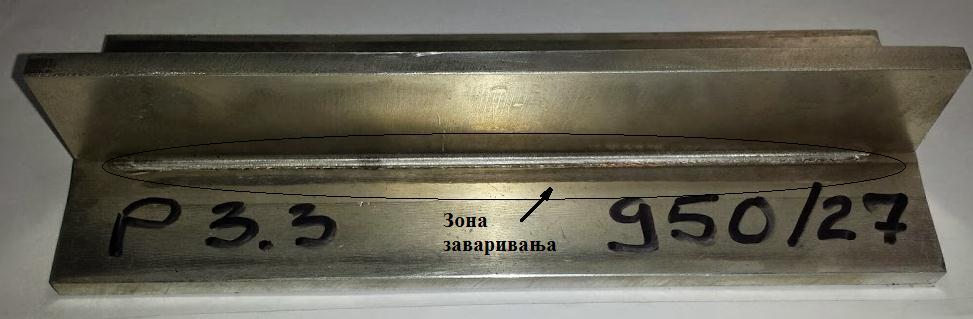 P 3.3
950/27
Зона
заваривања